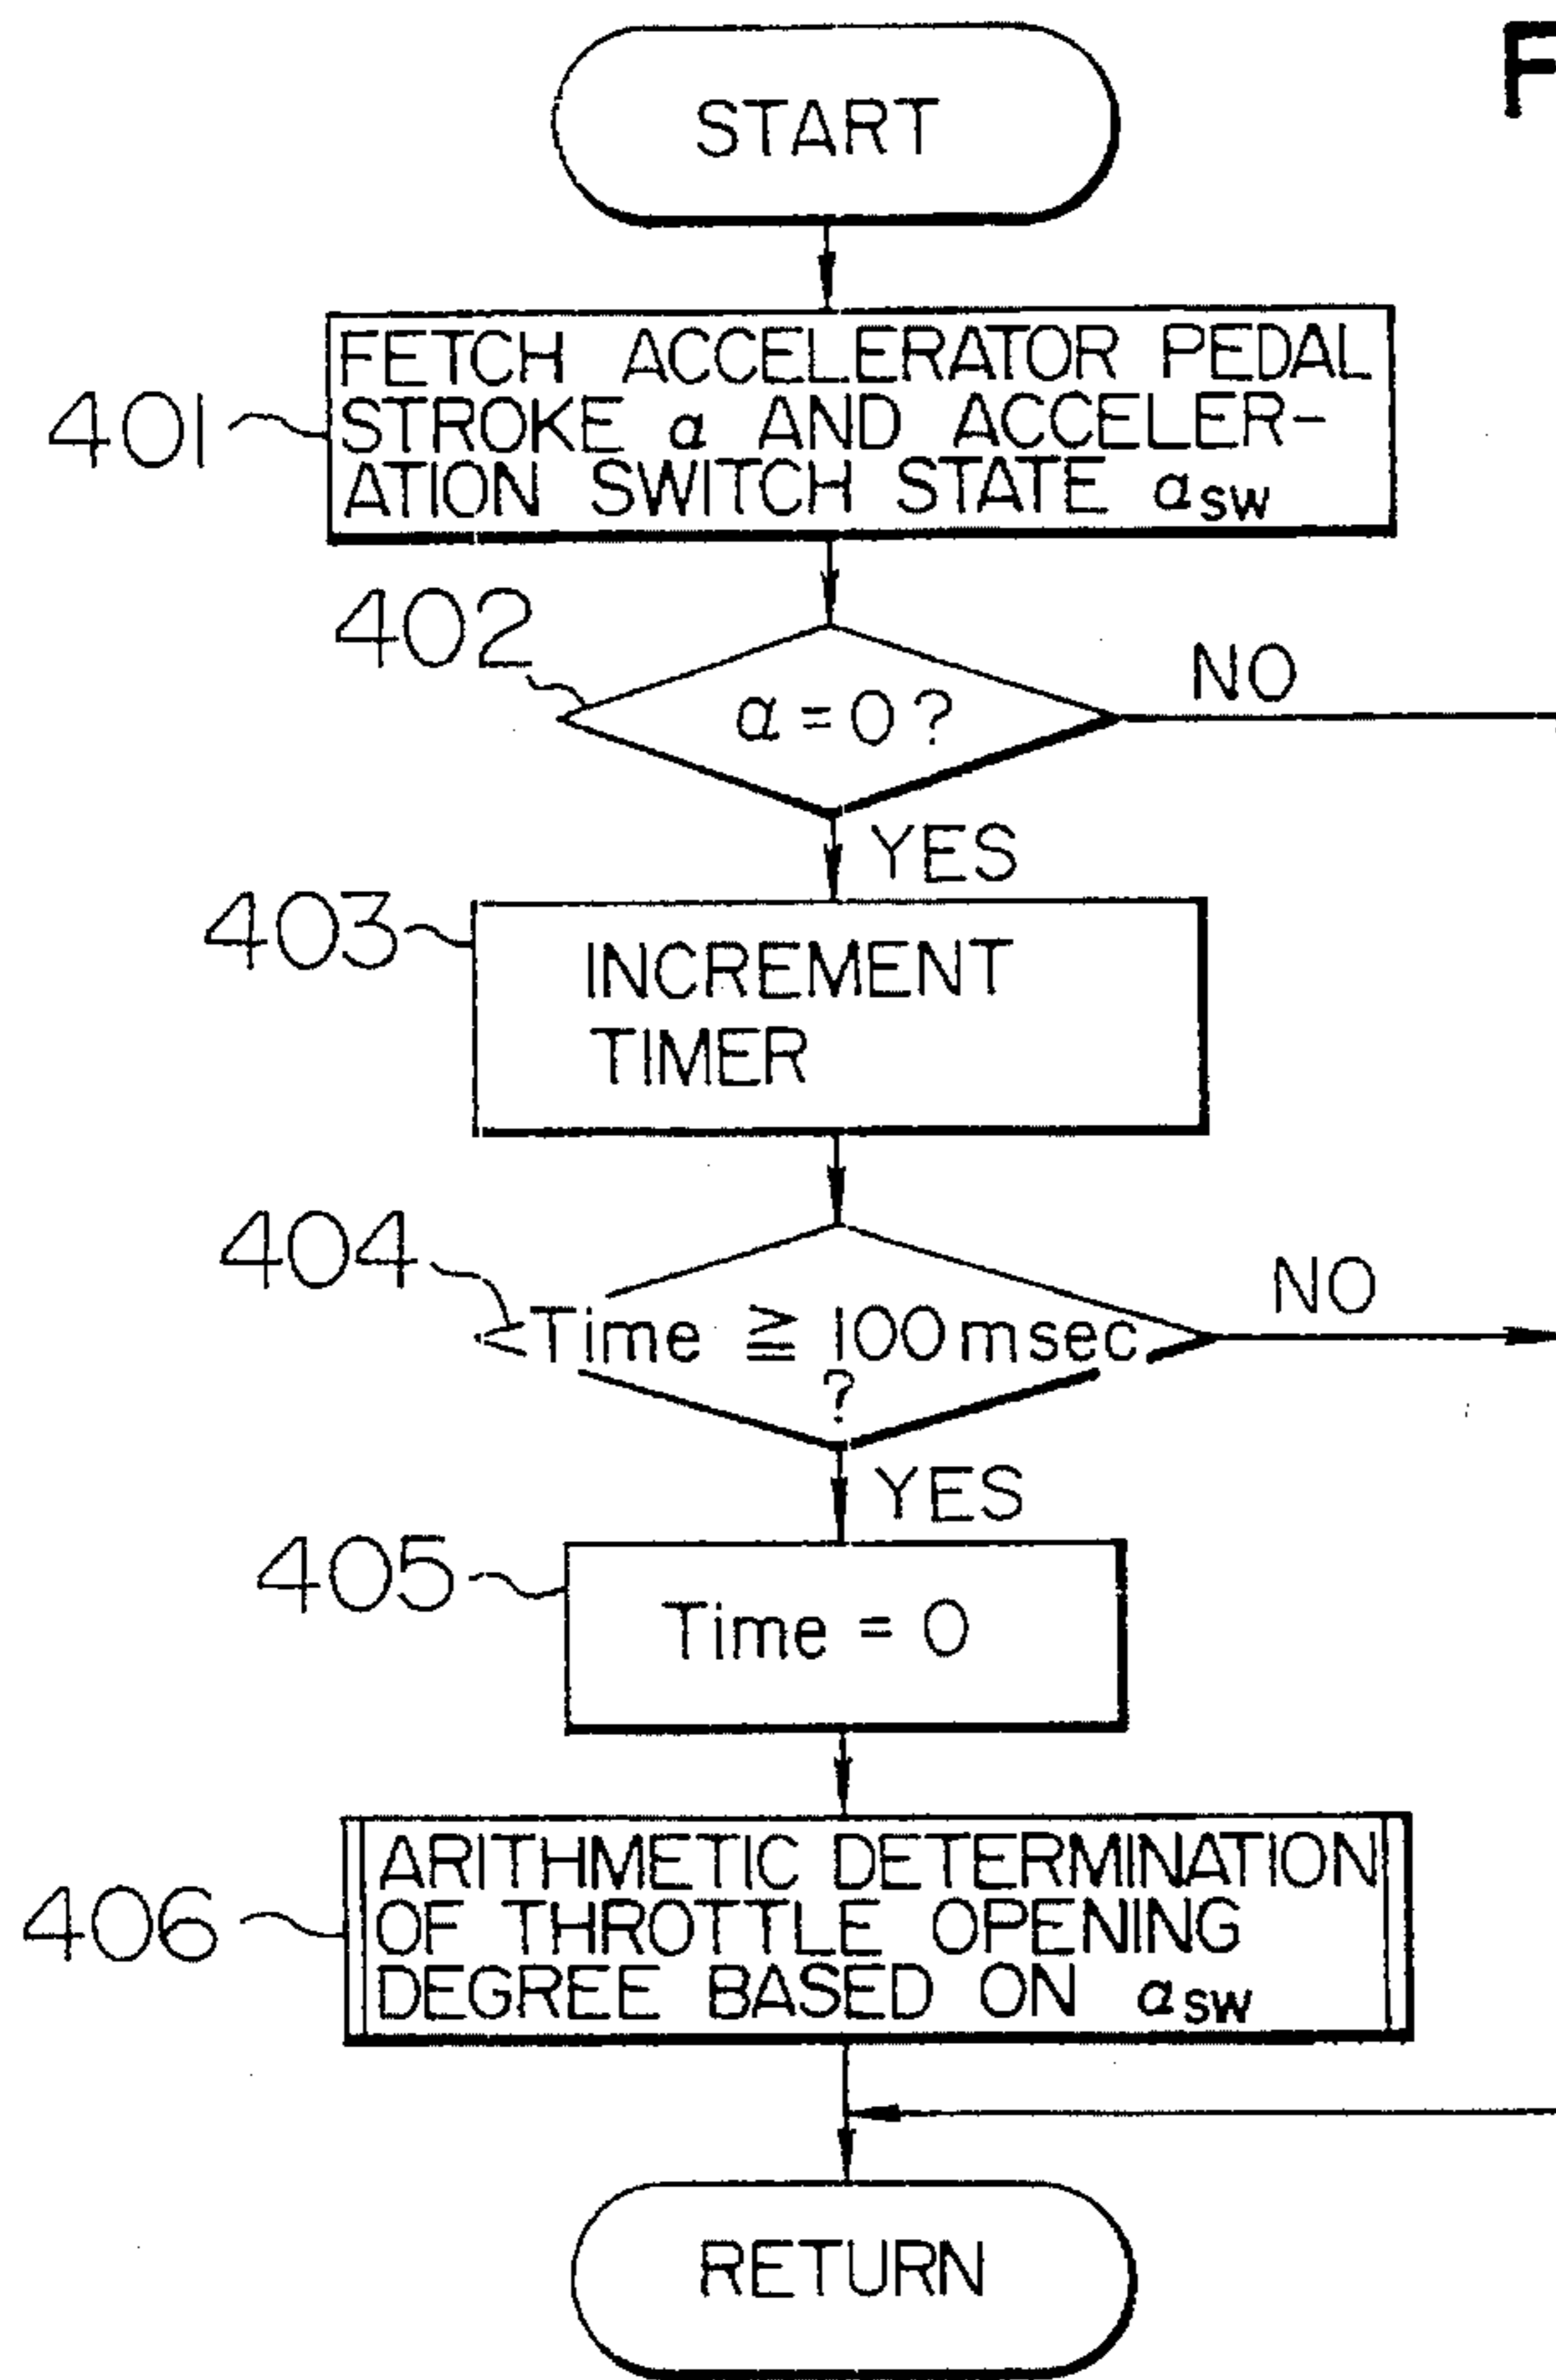 F
START
401
FETCH ACCELERATOR PEDAL
STROKE α AND ACCELER-
ATION SWITCH STATE αSW
402
α = 0 ?
NO
YES
403
INCREMENT
TIMER
404
Time ≧ 100 msec
?
NO
YES
405
Time = 0
406
ARITHMETIC DETERMINATION
OF THROTTLE OPENING
DEGREE BASED ON αSW
RETURN